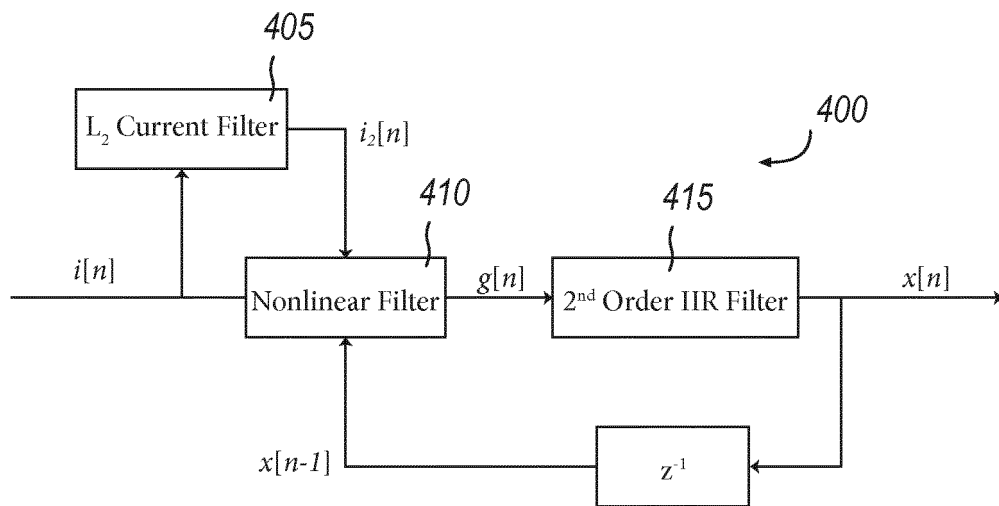 405
L₂ Current Filter
i₂[n]
400
410
415
i[n]
Nonlinear Filter
g[n]
2ⁿᵈ Order IIR Filter
x[n]
x[n-1]
z⁻¹